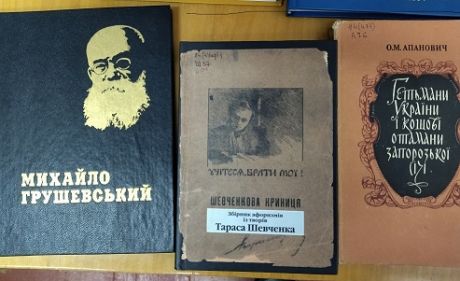 МИХАЙЛО
ГРУШЕВСЬКИЙ
УЧІТЕСЯ, БРАТИ МОЇ!
ШЕВЧЕНКОВА КРИНИЦЯ
Збірник афоризмів
із творів
Тараса Шевченка
О.М. АПАНОВИЧ
Гетьмани
України
і кошові
отамани
запорозької
Січі